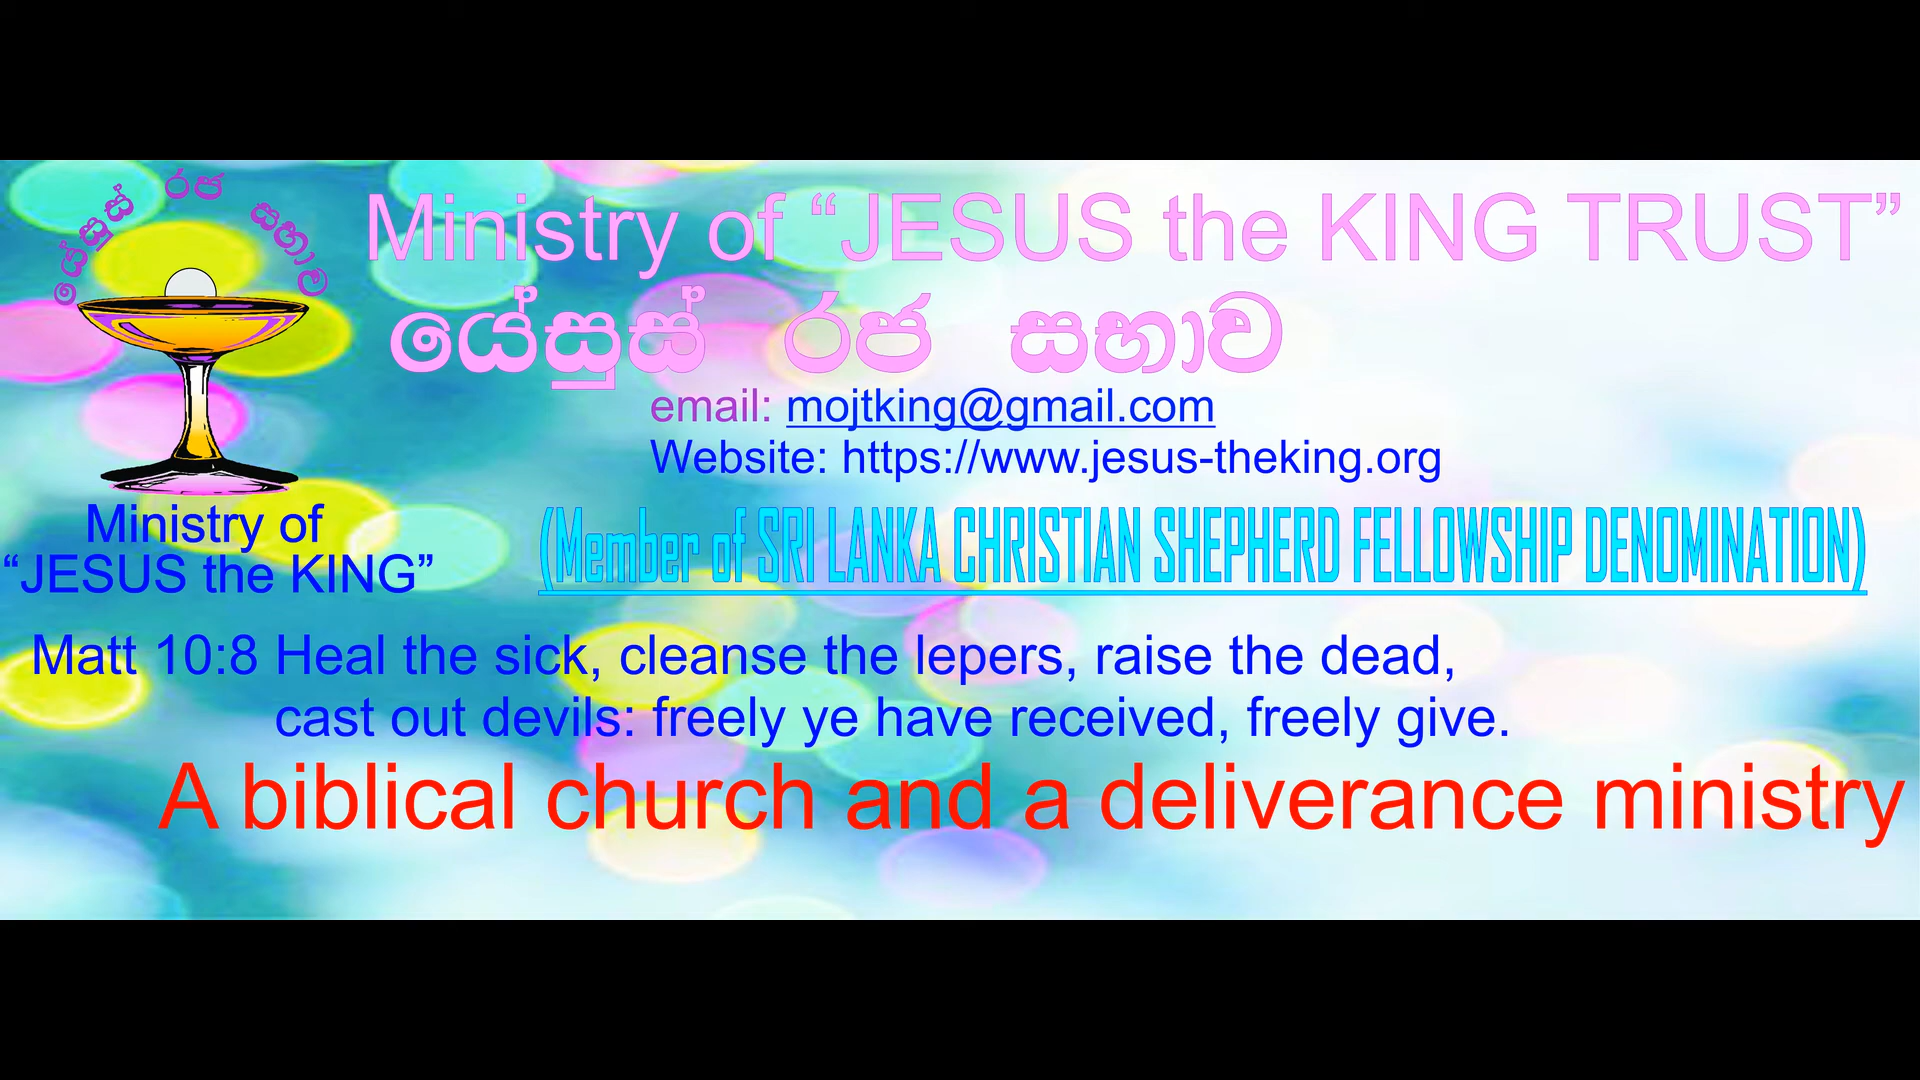 යේසුස් රජ සභාව
Ministry of “ JESUS the KING TRUST”
යේසුස් රජ සභාව
email: mojtking@gmail.com
Website: https://www.jesus-theking.org
Ministry of
“JESUS the KING”
(Member of SRI LANKA CHRISTIAN SHEPHERD FELLOWSHIP DENOMINATION)
Matt 10:8 Heal the sick, cleanse the lepers, raise the dead,
cast out devils: freely ye have received, freely give.
A biblical church and a deliverance ministry